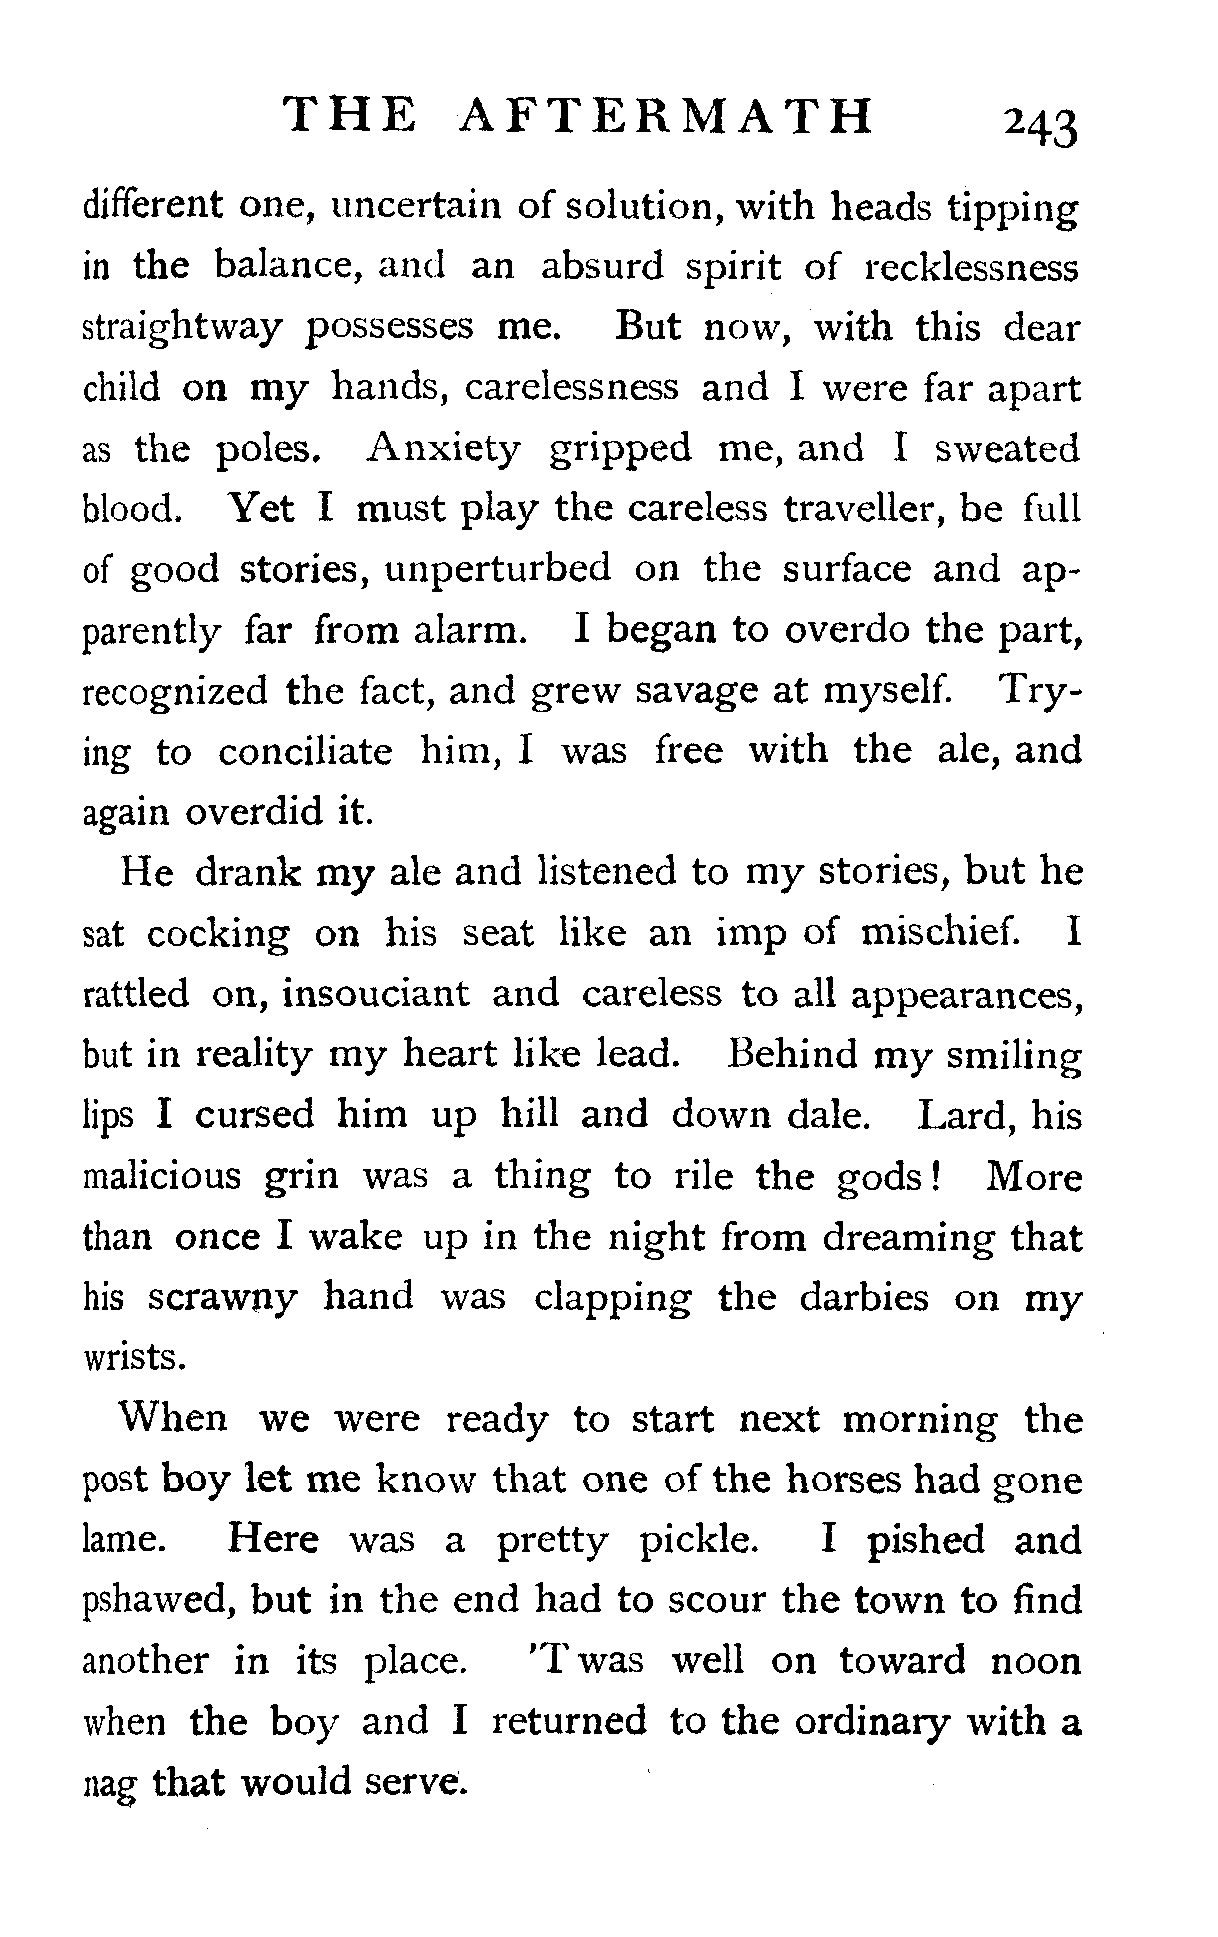 THE AFTERMATH 243
different one, uncertain of solution, with heads tipping
in the balance, and an absurd spirit of recklessness
straightway possesses me. But now, with this dear
child on my hands, carelessness and I were far apart
as the poles. Anxiety gripped me, and I sweated
blood. Yet I must play the careless traveller, be full
of good stories, unperturbed on the surface and ap-
parently far from alarm. I began to overdo the part,
recognized the fact, and grew savage at myself. Try-
ing to conciliate him, I was free with the ale, and
again overdid it.
He drank my ale and listened to my stories, but he
sat cocking on his seat like an imp of mischief. I
rattled on, insouciant and careless to all appearances,
but in reality my heart like lead. Behind my smiling
lips I cursed him up hill and down dale. Lard, his
malicious grin was a thing to rile the gods! More
than once I wake up in the night from dreaming that
his scrawny hand was clapping the darbies on my
wrists.
When we were ready to start next morning the
post boy let me know that one of the horses had gone
lame. Here was a pretty pickle. I pished and
pshawed, but in the end had to scour the town to find
another in its place. 'T was well on toward noon
when the boy and I returned to the ordinary with a
nag that would serve.